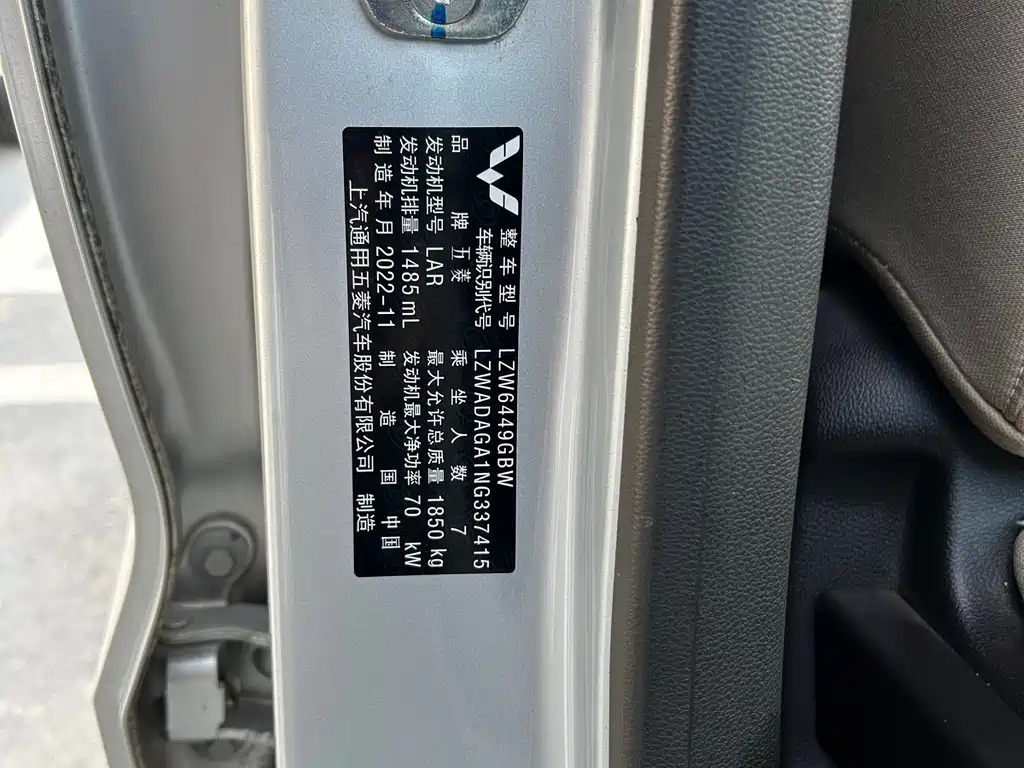 整车型号 LZW6449GBW
车辆识别代号 LZWADAGA1NG337415
品牌 五菱 乘坐人数 7
发动机型号 LAR 最大允许总质量 1850 kg
发动机排量 1485 mL 发动机最大净功率 70 kW
制造年月 2022-11 制造国 中国
上汽通用五菱汽车股份有限公司 制造